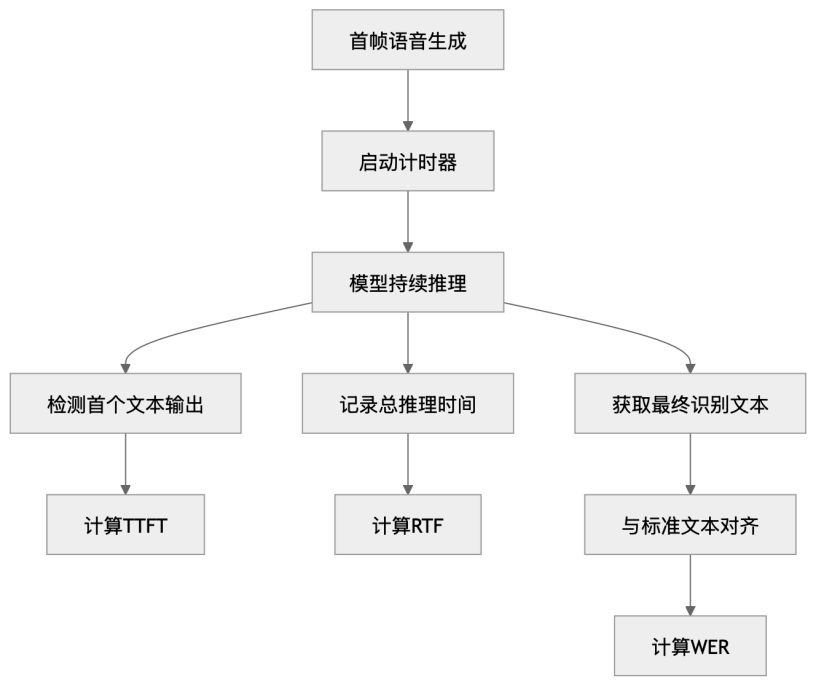 首帧语音生成
启动计时器
模型持续推理
检测首个文本输出
记录总推理时间
获取最终识别文本
计算TTFT
计算RTF
与标准文本对齐
计算WER